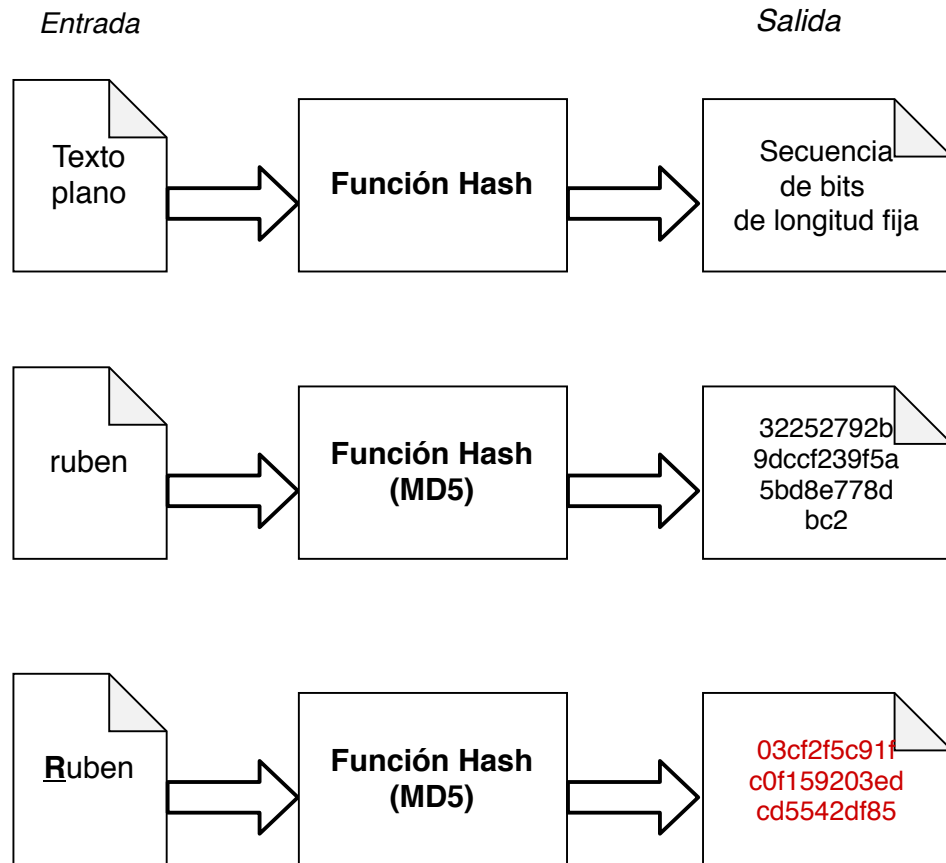 Entrada
Salida
Texto
plano
Función Hash
Secuencia
de bits
de longitud fija
ruben
Función Hash
(MD5)
32252792b
9dccf239f5a
5bd8e778d
bc2
Ruben
Función Hash
(MD5)
03cf2f5c91f
c0f159203ed
cd5542df85